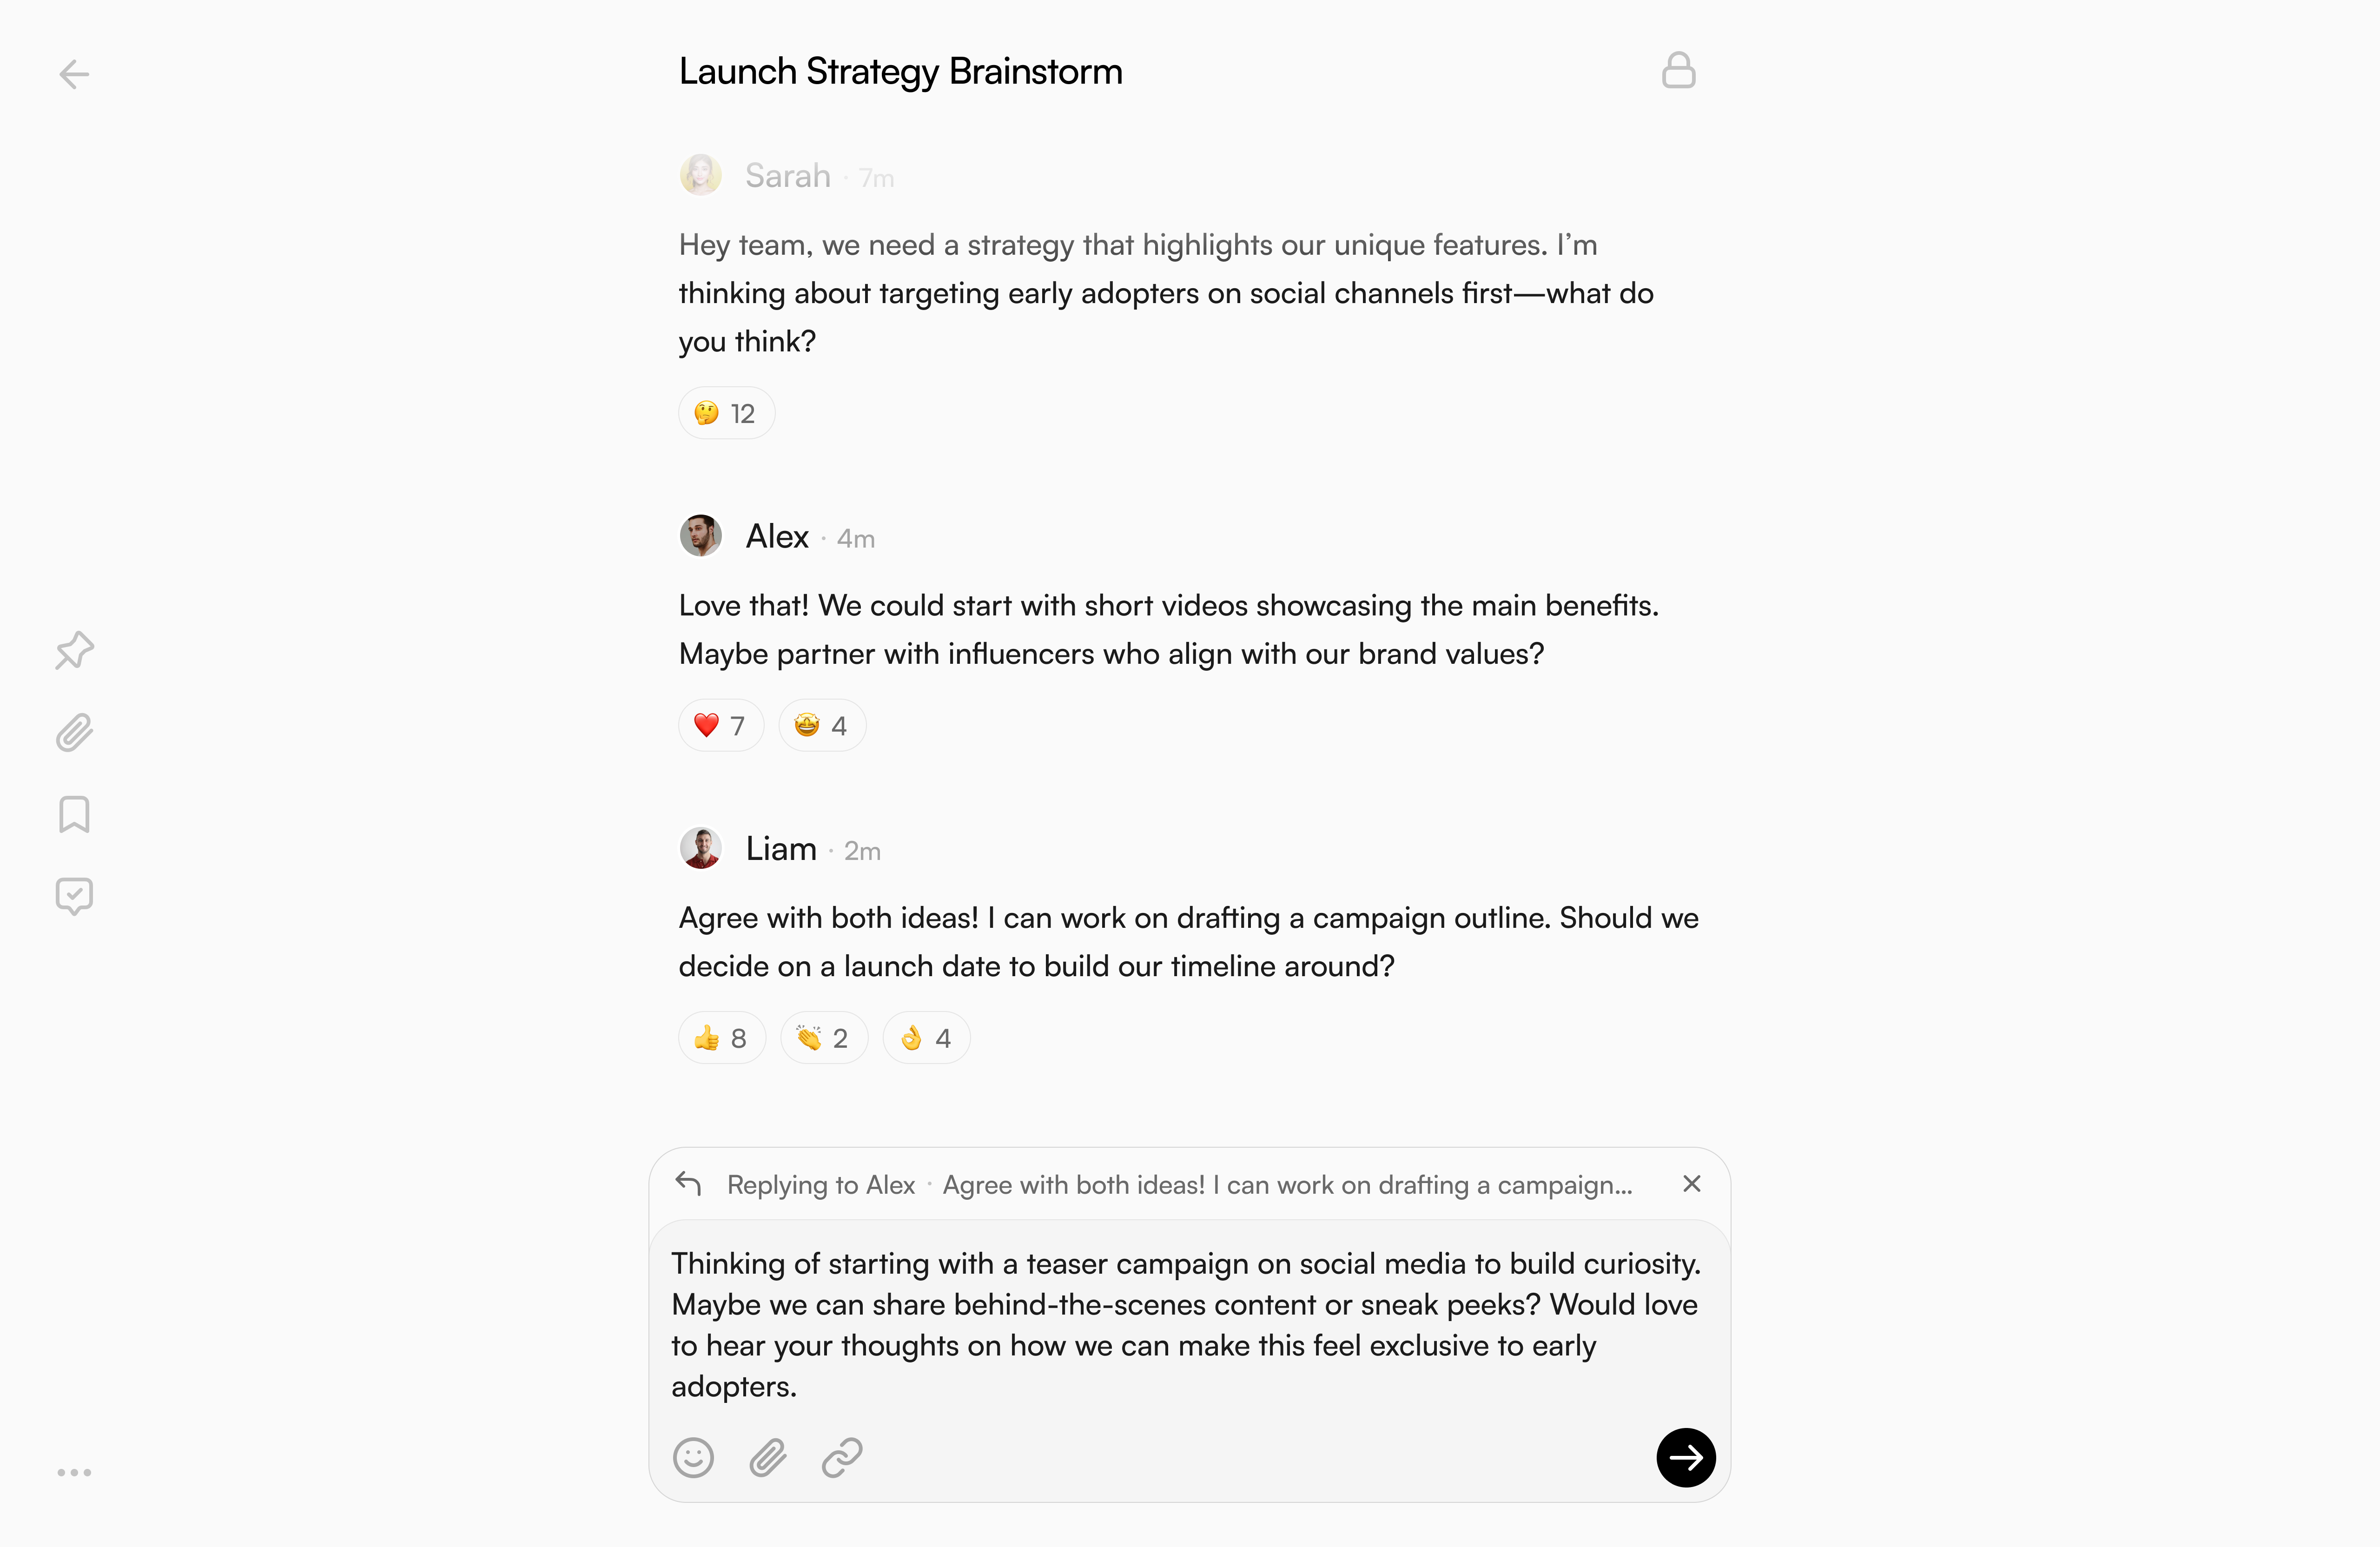 Launch Strategy Brainstorm
Sarah · 7m
Hey team, we need a strategy that highlights our unique features. I’m
thinking about targeting early adopters on social channels first—what do
you think?
🤔 12
Alex · 4m
Love that! We could start with short videos showcasing the main benefits.
Maybe partner with influencers who align with our brand values?
❤️ 7 🤩 4
Liam · 2m
Agree with both ideas! I can work on drafting a campaign outline. Should we
decide on a launch date to build our timeline around?
👍 8 👏 2 👌 4
Replying to Alex · Agree with both ideas! I can work on drafting a campaign...
Thinking of starting with a teaser campaign on social media to build curiosity.
Maybe we can share behind-the-scenes content or sneak peeks? Would love
to hear your thoughts on how we can make this feel exclusive to early
adopters.